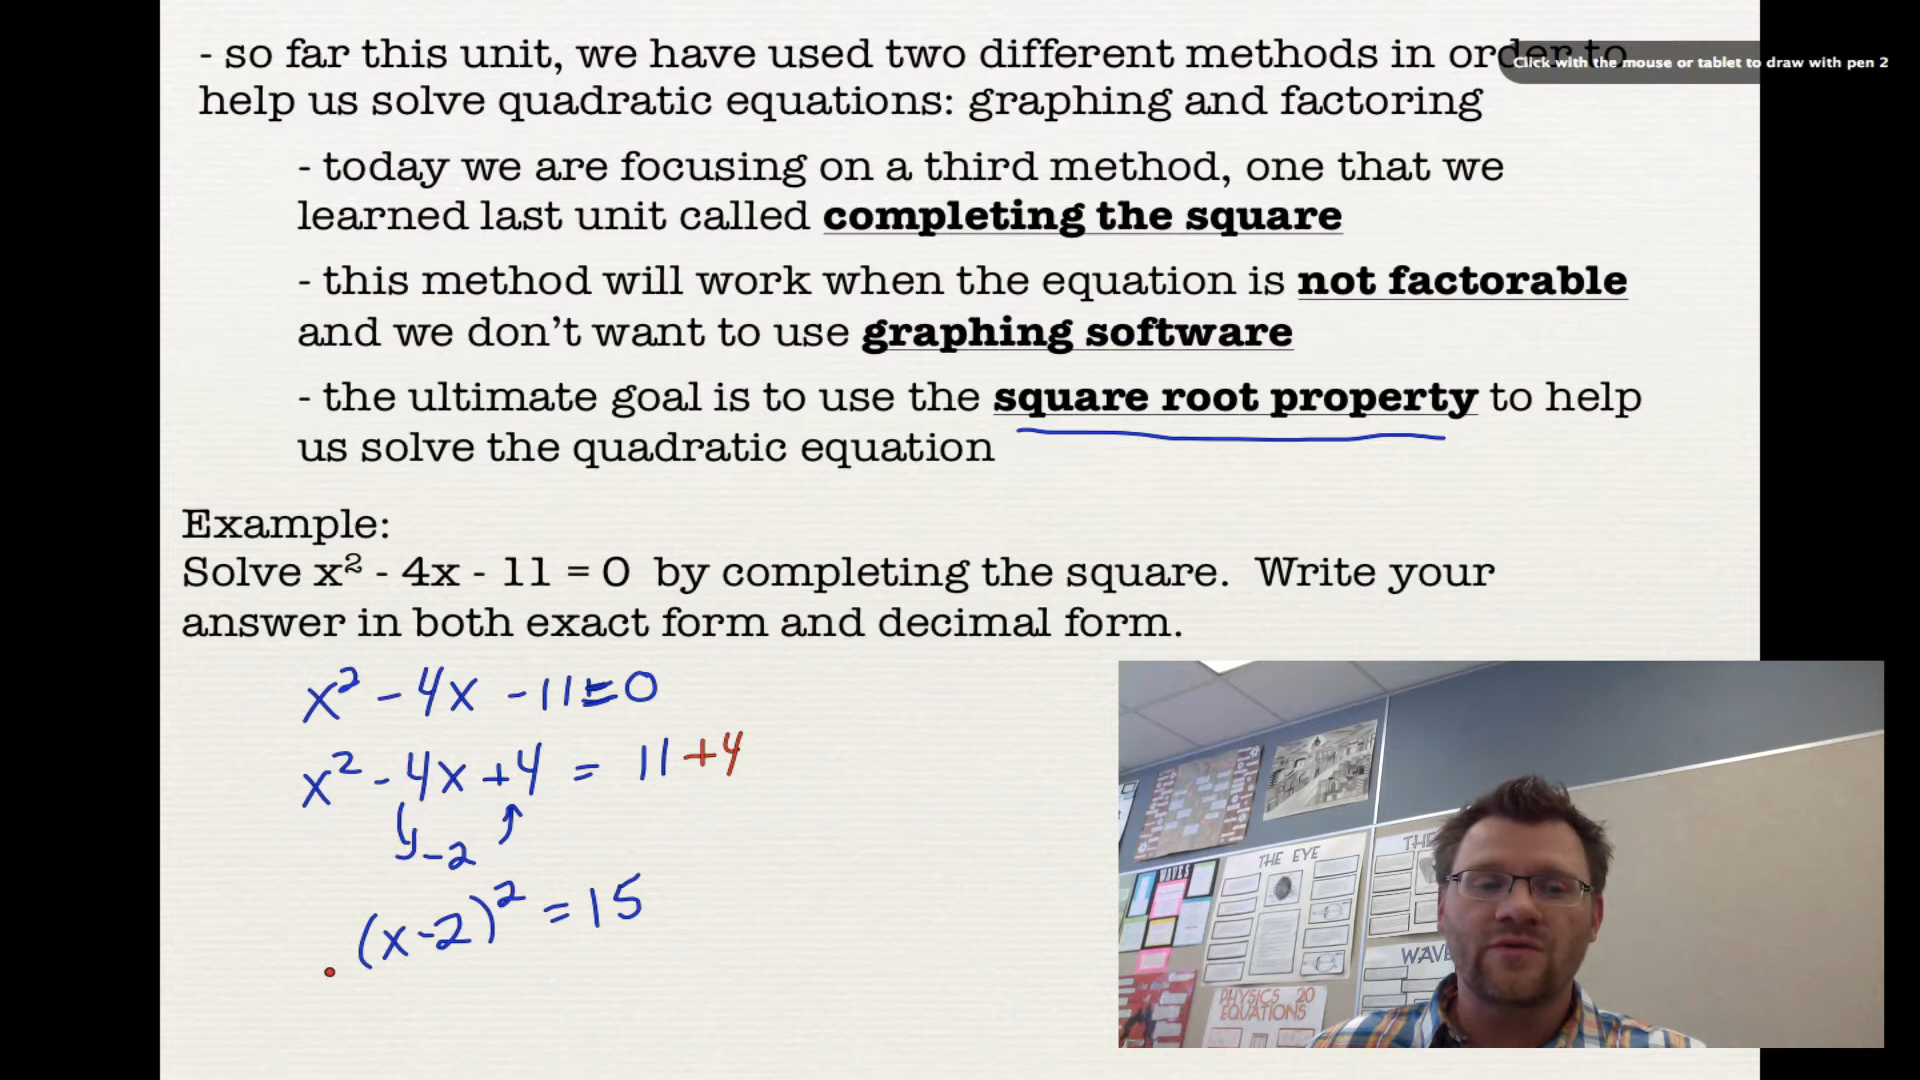 - so far this unit, we have used two different methods in order to
Click with the mouse or tablet to draw with pen 2
help us solve quadratic equations: graphing and factoring
- today we are focusing on a third method, one that we
learned last unit called completing the square
- this method will work when the equation is not factorable
and we don't want to use graphing software
- the ultimate goal is to use the square root property to help
us solve the quadratic equation
Example:
Solve x² - 4x - 11 = 0 by completing the square. Write your
answer in both exact form and decimal form.
x² - 4x - 11 = 0
x² - 4x + 4 = 11 + 4
-2
(x-2)² = 15
THE EYE
WAVES
THE
WAVE
PHYSICS 20
EQUATIONS